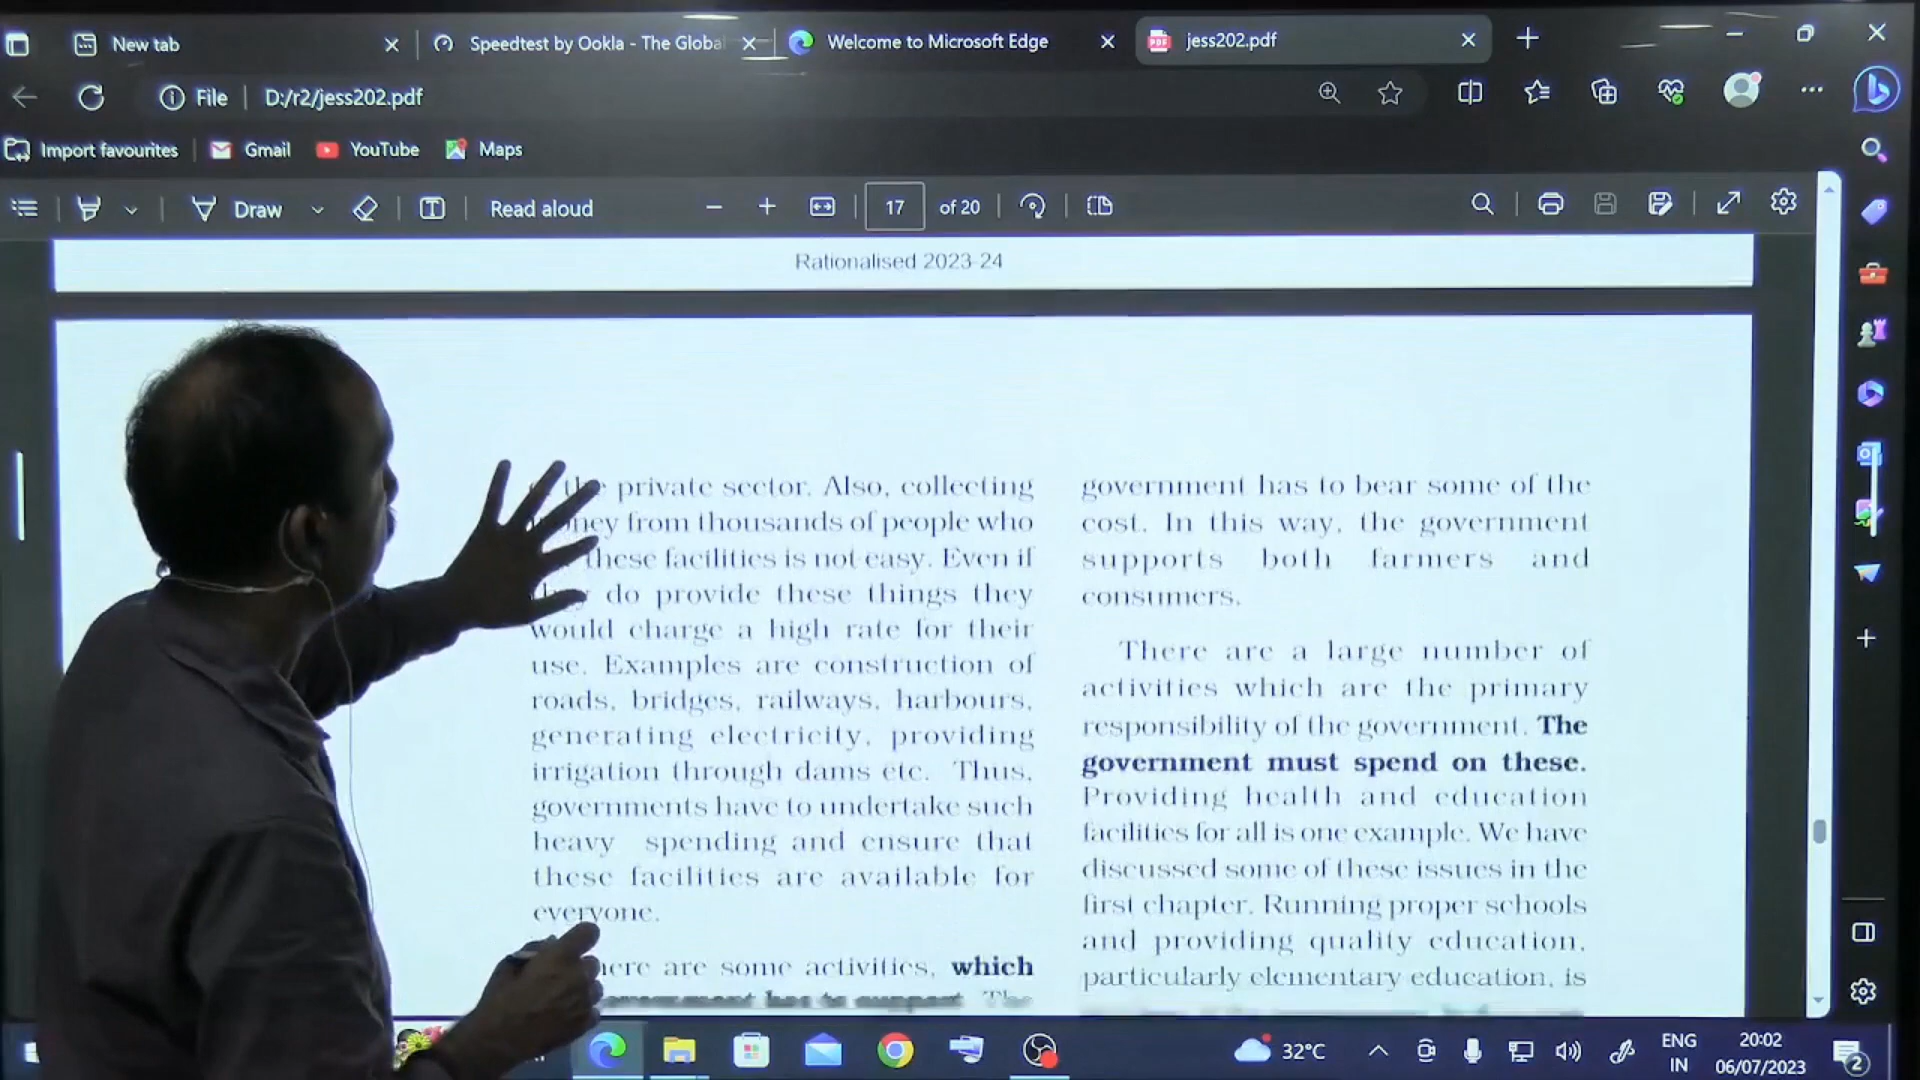 New tab
Speedtest by Ookla - The Global
Welcome to Microsoft Edge
jess202.pdf
File
D:/r2/jess202.pdf
Import favourites
Gmail
YouTube
Maps
Draw
Read aloud
17
of 20
Rationalised 2023-24
the private sector. Also, collecting
money from thousands of people who
these facilities is not easy. Even if
they do provide these things they
would charge a high rate for their
use. Examples are construction of
roads, bridges, railways, harbours,
generating electricity, providing
irrigation through dams etc. Thus,
governments have to undertake such
heavy spending and ensure that
these facilities are available for
everyone.
here are some activities, which
has to support. The
government has to bear some of the
cost. In this way, the government
supports both farmers and
consumers.
There are a large number of
activities which are the primary
responsibility of the government. The
government must spend on these.
Providing health and education
facilities for all is one example. We have
discussed some of these issues in the
first chapter. Running proper schools
and providing quality education,
particularly elementary education, is
32°C
ENG
IN
20:02
06/07/2023
2